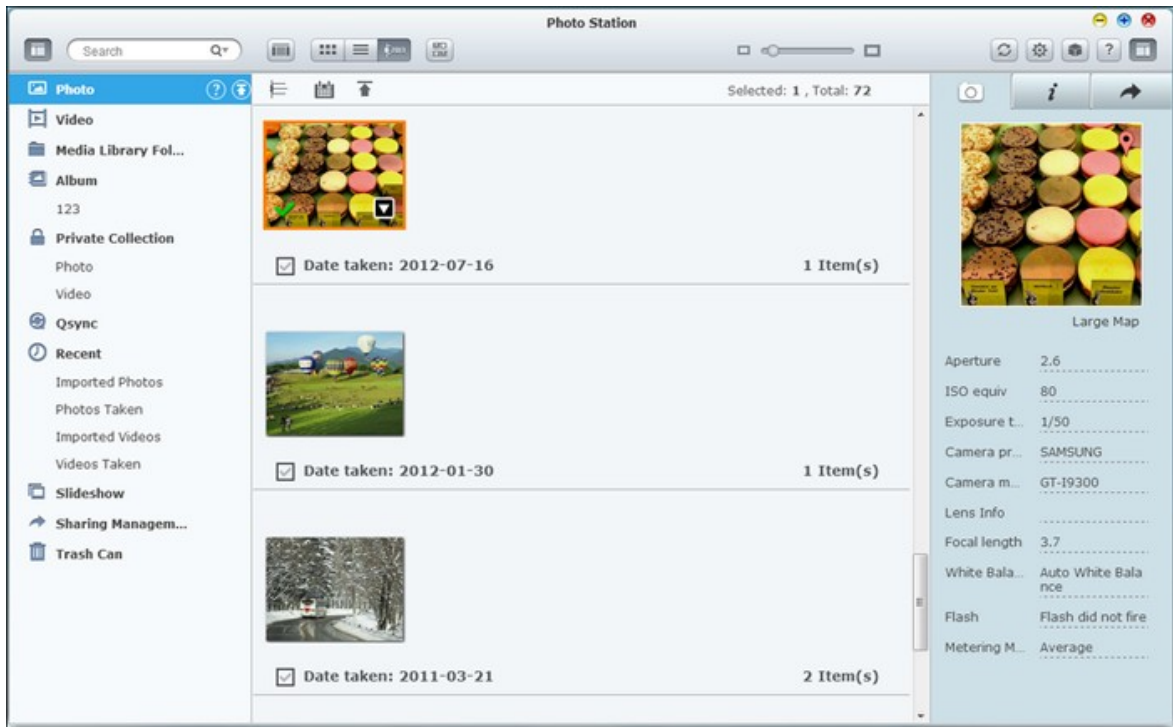 Photo Station
Search
Photo
Video
Media Library Fol...
Album
123
Private Collection
Photo
Video
Qsync
Recent
Imported Photos
Photos Taken
Imported Videos
Videos Taken
Slideshow
Sharing Managem...
Trash Can
Selected: 1 , Total: 72
Date taken: 2012-07-16 1 Item(s)
Date taken: 2012-01-30 1 Item(s)
Date taken: 2011-03-21 2 Item(s)
Large Map
Aperture 2.6
ISO equiv 80
Exposure t... 1/50
Camera pr... SAMSUNG
Camera m... GT-I9300
Lens Info
Focal length 3.7
White Bala... Auto White Bala
nce
Flash Flash did not fire
Metering M... Average